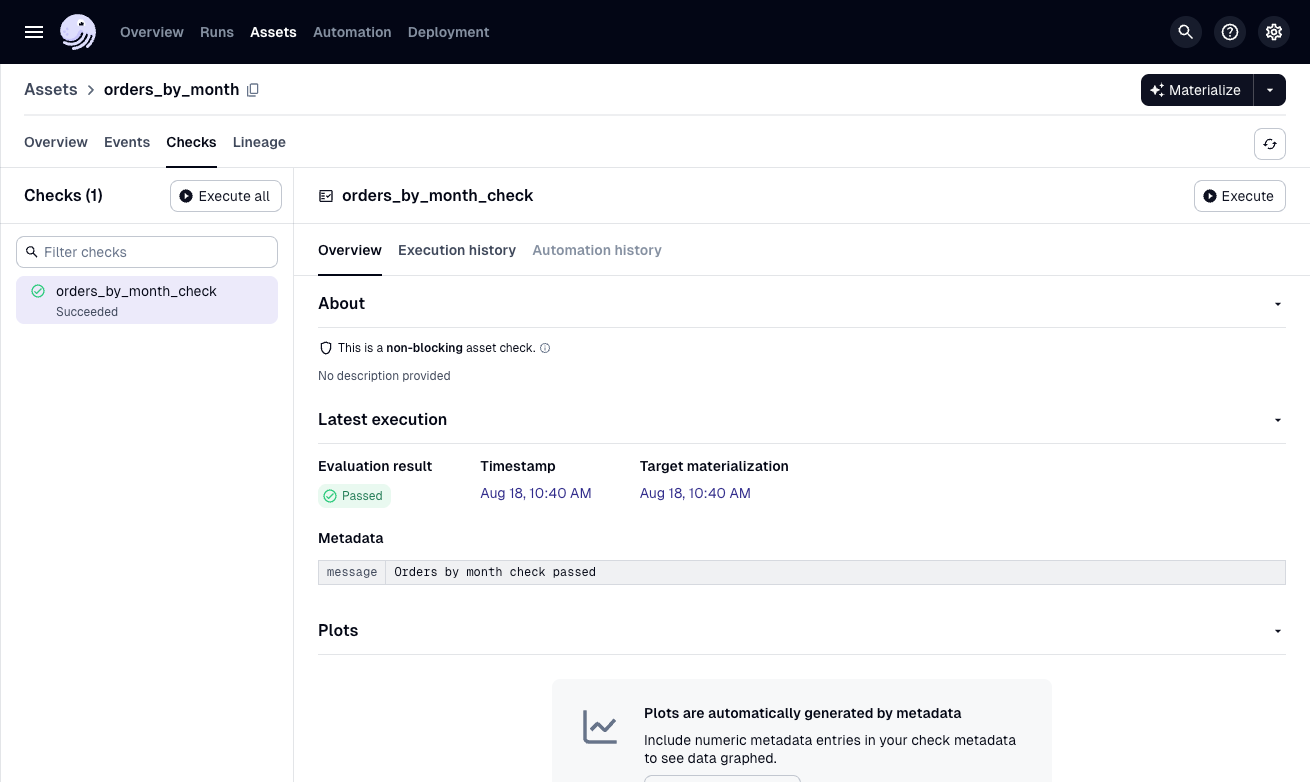 Overview Runs Assets Automation Deployment
Assets > orders_by_month
Materialize
Overview Events Checks Lineage
Checks (1)
Execute all
Filter checks
orders_by_month_check
Succeeded
orders_by_month_check
Execute
Overview Execution history Automation history
About
This is a non-blocking asset check.
No description provided
Latest execution
Evaluation result Timestamp Target materialization
Passed Aug 18, 10:40 AM Aug 18, 10:40 AM
Metadata
message Orders by month check passed
Plots
Plots are automatically generated by metadata
Include numeric metadata entries in your check metadata
to see data graphed.